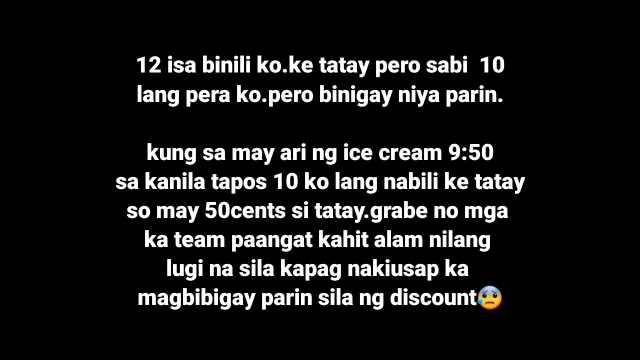 12 isa binili ko.ke tatay pero sabi  10
lang pera ko.pero binigay niya parin.
kung sa may ari ng ice cream 9:50
sa kanila tapos 10 ko lang nabili ke tatay
so may 50cents si tatay.grabe no mga
ka team paangat kahit alam nilang
lugi na sila kapag nakiusap ka
magbibigay parin sila ng discount😰